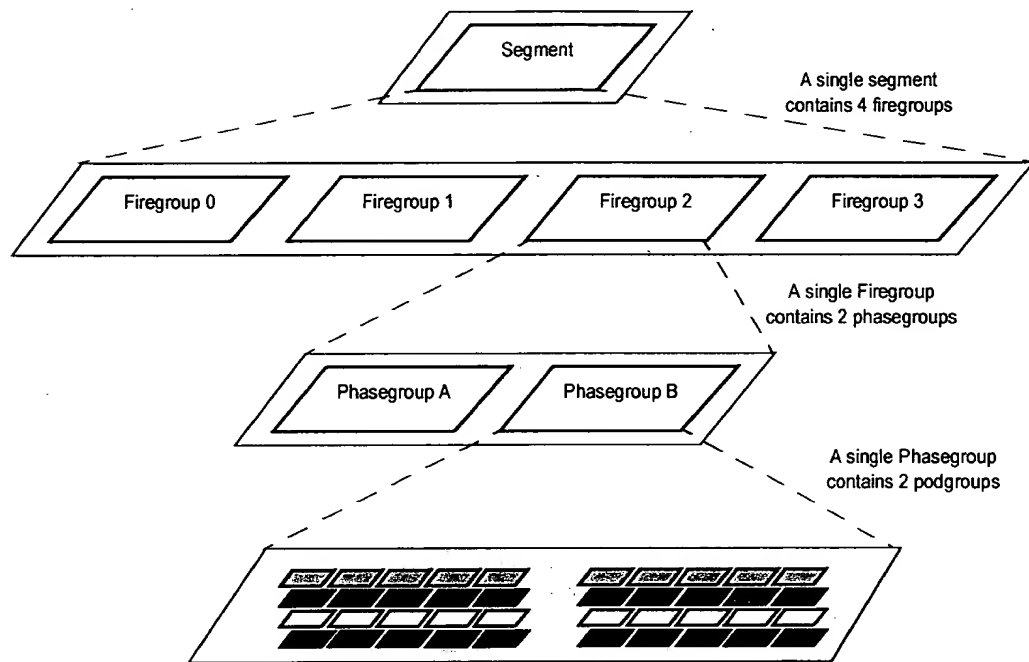 Segment
A single segment
contains 4 firegroups
Firegroup 0
Firegroup 1
Firegroup 2
Firegroup 3
A single Firegroup
contains 2 phasegroups
Phasegroup A
Phasegroup B
A single Phasegroup
contains 2 podgroups